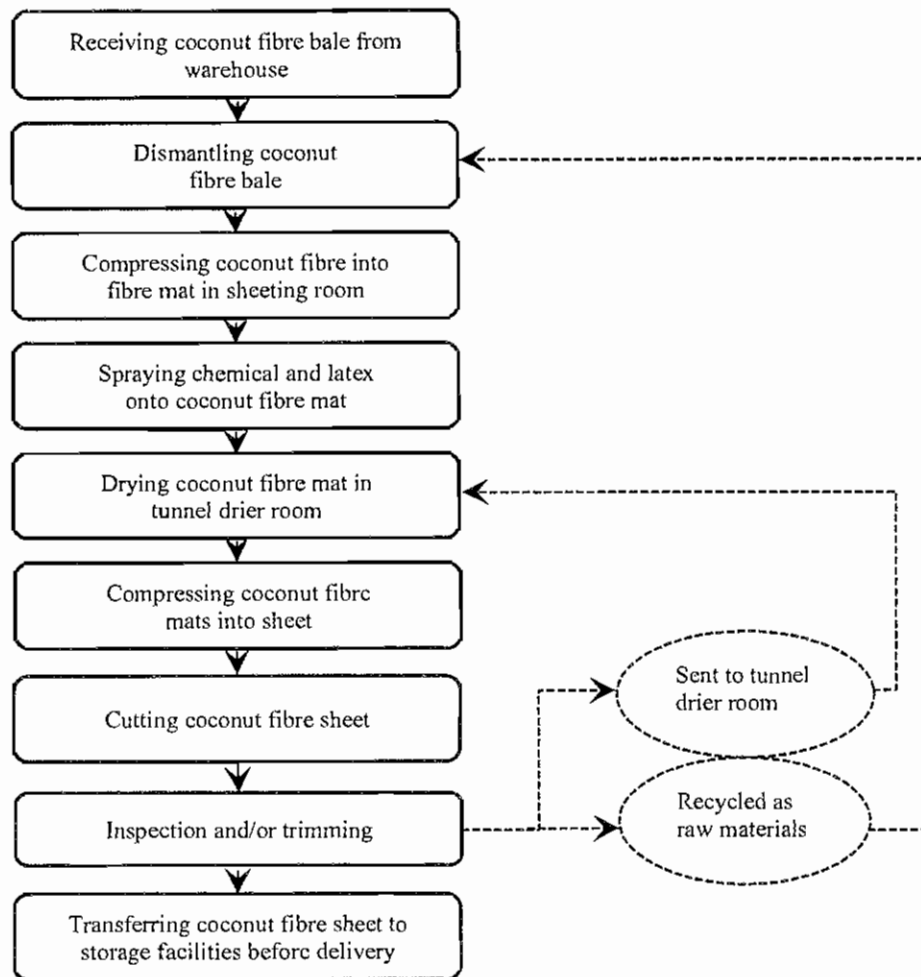 Receiving coconut fibre bale from
warehouse
Dismantling coconut
fibre bale
Compressing coconut fibre into
fibre mat in sheeting room
Spraying chemical and latex
onto coconut fibre mat
Drying coconut fibre mat in
tunnel drier room
Compressing coconut fibre
mats into sheet
Cutting coconut fibre sheet
Sent to tunnel
drier room
Inspection and/or trimming
Recycled as
raw materials
Transferring coconut fibre sheet to
storage facilities before delivery